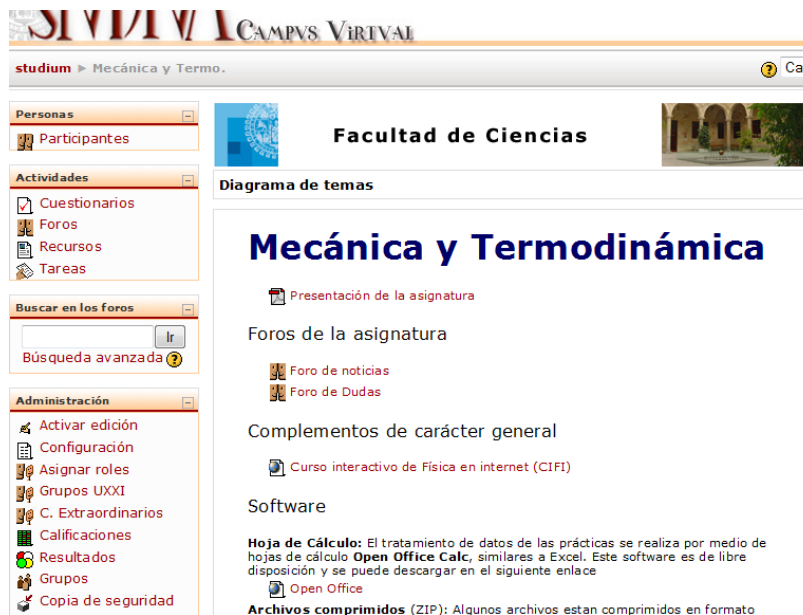 STVDIVM CAMPVS VIRTVAL
studium ► Mecánica y Termo.
Ca
Personas
Participantes
Actividades
Cuestionarios
Foros
Recursos
Tareas
Buscar en los foros
Ir
Búsqueda avanzada
Administración
Activar edición
Configuración
Asignar roles
Grupos UXXI
C. Extraordinarios
Calificaciones
Resultados
Grupos
Copia de seguridad
Facultad de Ciencias
Diagrama de temas
Mecánica y Termodinámica
Presentación de la asignatura
Foros de la asignatura
Foro de noticias
Foro de Dudas
Complementos de carácter general
Curso interactivo de Física en internet (CIFI)
Software
Hoja de Cálculo: El tratamiento de datos de las prácticas se realiza por medio de
hojas de cálculo Open Office Calc, similares a Excel. Este software es de libre
disposición y se puede descargar en el siguiente enlace
Open Office
Archivos comprimidos (ZIP): Algunos archivos estan comprimidos en formato